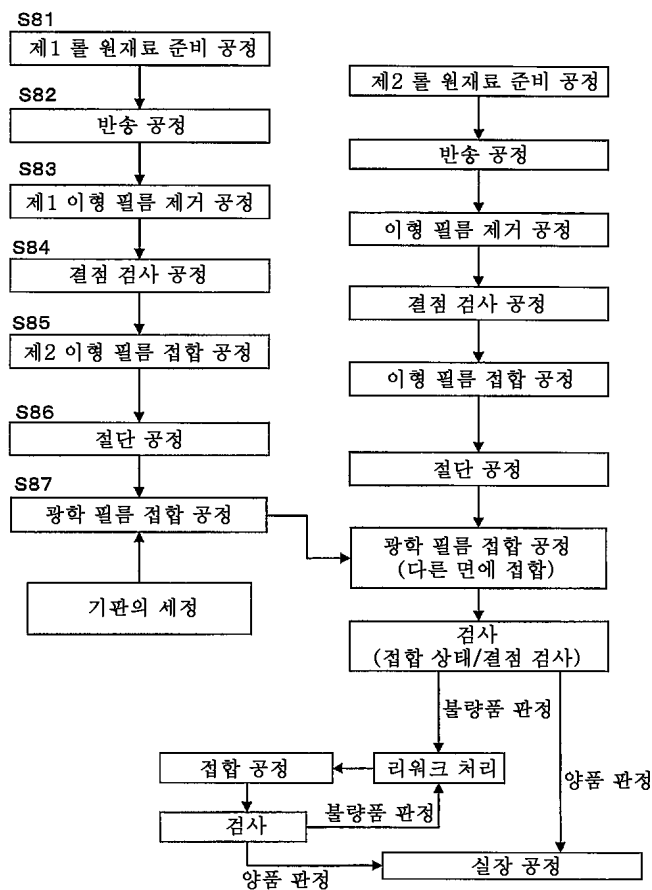 S81
제1 롤 원재료 준비 공정
S82
반송 공정
S83
제1 이형 필름 제거 공정
S84
결점 검사 공정
S85
제2 이형 필름 접합 공정
S86
절단 공정
S87
광학 필름 접합 공정
기판의 세정
제2 롤 원재료 준비 공정
반송 공정
이형 필름 제거 공정
결점 검사 공정
이형 필름 접합 공정
절단 공정
광학 필름 접합 공정
(다른 면에 접합)
검사
(접합 상태/결점 검사)
불량품 판정
양품 판정
접합 공정
리워크 처리
검사
불량품 판정
양품 판정
실장 공정